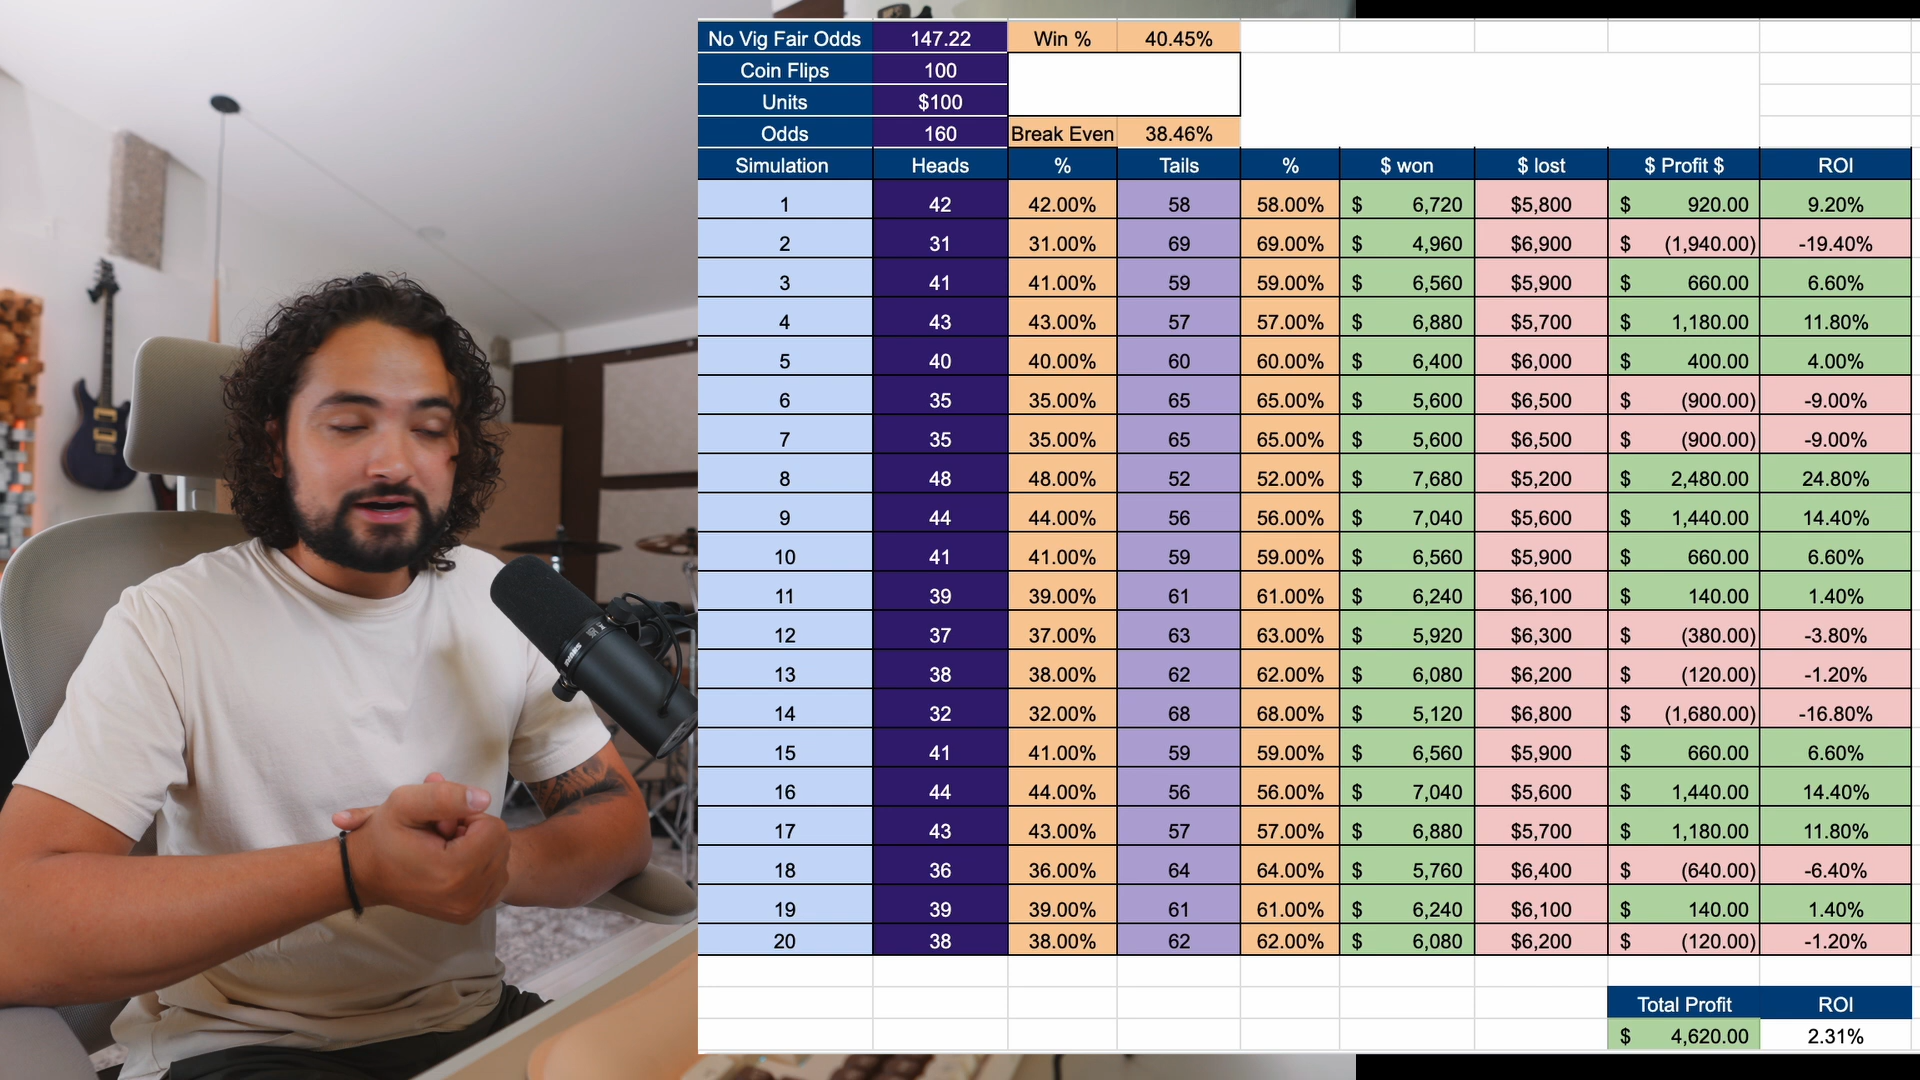 No Vig Fair Odds 147.22 Win % 40.45%
Coin Flips 100
Units $100
Odds 160 Break Even 38.46%
Simulation Heads % Tails % $ won $ lost $ Profit $ ROI
1 42 42.00% 58 58.00% $ 6,720 $5,800 $ 920.00 9.20%
2 31 31.00% 69 69.00% $ 4,960 $6,900 $ (1,940.00) -19.40%
3 41 41.00% 59 59.00% $ 6,560 $5,900 $ 660.00 6.60%
4 43 43.00% 57 57.00% $ 6,880 $5,700 $ 1,180.00 11.80%
5 40 40.00% 60 60.00% $ 6,400 $6,000 $ 400.00 4.00%
6 35 35.00% 65 65.00% $ 5,600 $6,500 $ (900.00) -9.00%
7 35 35.00% 65 65.00% $ 5,600 $6,500 $ (900.00) -9.00%
8 48 48.00% 52 52.00% $ 7,680 $5,200 $ 2,480.00 24.80%
9 44 44.00% 56 56.00% $ 7,040 $5,600 $ 1,440.00 14.40%
10 41 41.00% 59 59.00% $ 6,560 $5,900 $ 660.00 6.60%
11 39 39.00% 61 61.00% $ 6,240 $6,100 $ 140.00 1.40%
12 37 37.00% 63 63.00% $ 5,920 $6,300 $ (380.00) -3.80%
13 38 38.00% 62 62.00% $ 6,080 $6,200 $ (120.00) -1.20%
14 32 32.00% 68 68.00% $ 5,120 $6,800 $ (1,680.00) -16.80%
15 41 41.00% 59 59.00% $ 6,560 $5,900 $ 660.00 6.60%
16 44 44.00% 56 56.00% $ 7,040 $5,600 $ 1,440.00 14.40%
17 43 43.00% 57 57.00% $ 6,880 $5,700 $ 1,180.00 11.80%
18 36 36.00% 64 64.00% $ 5,760 $6,400 $ (640.00) -6.40%
19 39 39.00% 61 61.00% $ 6,240 $6,100 $ 140.00 1.40%
20 38 38.00% 62 62.00% $ 6,080 $6,200 $ (120.00) -1.20%
Total Profit ROI
$ 4,620.00 2.31%